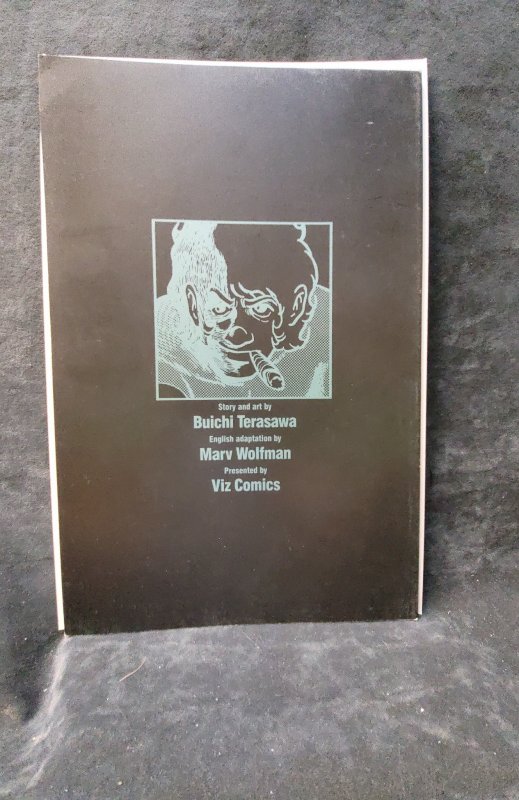 Story and art by
Buichi Terasawa
English adaptation by
Marv Wolfman
Presented by
Viz Comics